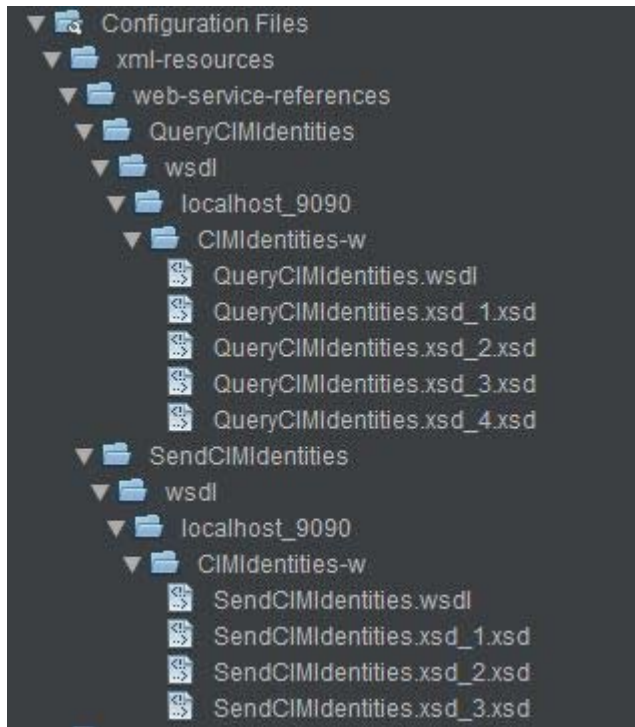 Configuration Files
xml-resources
web-service-references
QueryCIMIdentities
wsdl
localhost_9090
CIMIdentities-w
QueryCIMIdentities.wsdl
QueryCIMIdentities.xsd_1.xsd
QueryCIMIdentities.xsd_2.xsd
QueryCIMIdentities.xsd_3.xsd
QueryCIMIdentities.xsd_4.xsd
SendCIMIdentities
wsdl
localhost_9090
CIMIdentities-w
SendCIMIdentities.wsdl
SendCIMIdentities.xsd_1.xsd
SendCIMIdentities.xsd_2.xsd
SendCIMIdentities.xsd_3.xsd